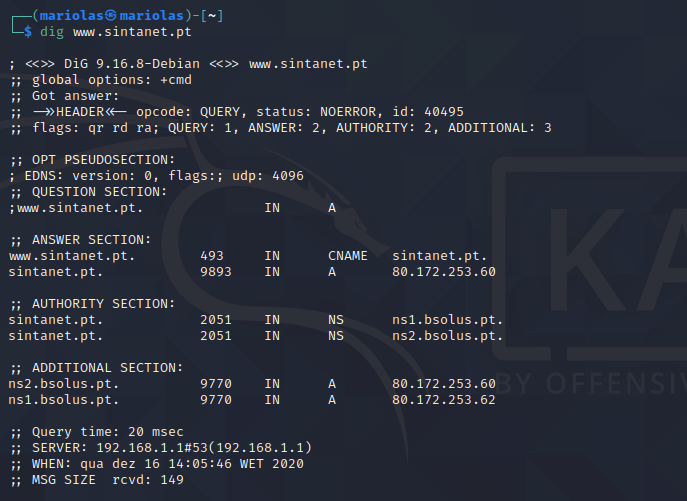 ┌──(mariolas㉿mariolas)-[~]
└─$ dig www.sintanet.pt

; <<>> DiG 9.16.8-Debian <<>> www.sintanet.pt
;; global options: +cmd
;; Got answer:
;; ->>HEADER<<- opcode: QUERY, status: NOERROR, id: 40495
;; flags: qr rd ra; QUERY: 1, ANSWER: 2, AUTHORITY: 2, ADDITIONAL: 3

;; OPT PSEUDOSECTION:
; EDNS: version: 0, flags:; udp: 4096
;; QUESTION SECTION:
;www.sintanet.pt. IN A

;; ANSWER SECTION:
www.sintanet.pt. 493 IN CNAME sintanet.pt.
sintanet.pt. 9893 IN A 80.172.253.60

;; AUTHORITY SECTION:
sintanet.pt. 2051 IN NS ns1.bsolus.pt.
sintanet.pt. 2051 IN NS ns2.bsolus.pt.

;; ADDITIONAL SECTION:
ns2.bsolus.pt. 9770 IN A 80.172.253.60
ns1.bsolus.pt. 9770 IN A 80.172.253.62

;; Query time: 20 msec
;; SERVER: 192.168.1.1#53(192.168.1.1)
;; WHEN: qua dez 16 14:05:46 WET 2020
;; MSG SIZE rcvd: 149
KA
BY OFFENSIV